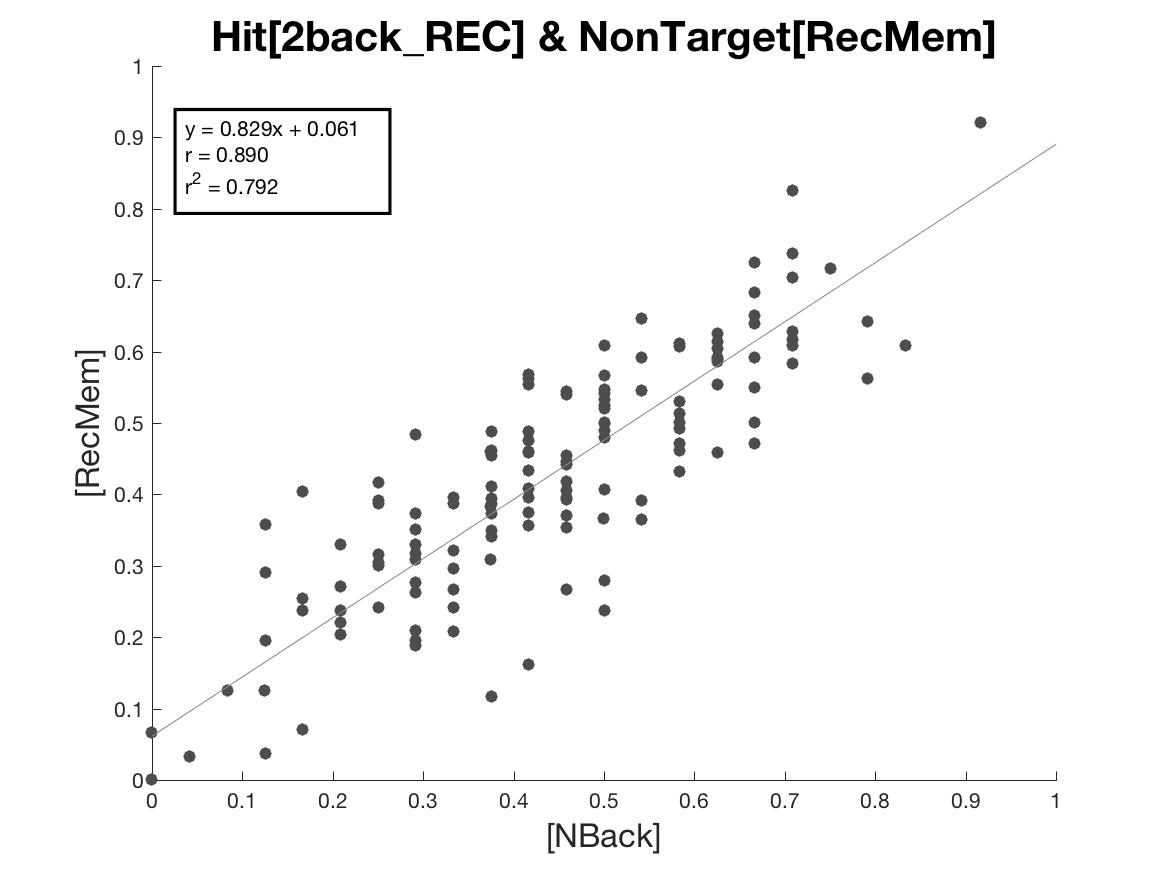 Hit[2back_REC] & NonTarget[RecMem]
y = 0.829x + 0.061
r = 0.890
r² = 0.792
1
0.9
0.8
0.7
0.6
0.5
0.4
0.3
0.2
0.1
0
[RecMem]
0 0.1 0.2 0.3 0.4 0.5 0.6 0.7 0.8 0.9 1
[NBack]